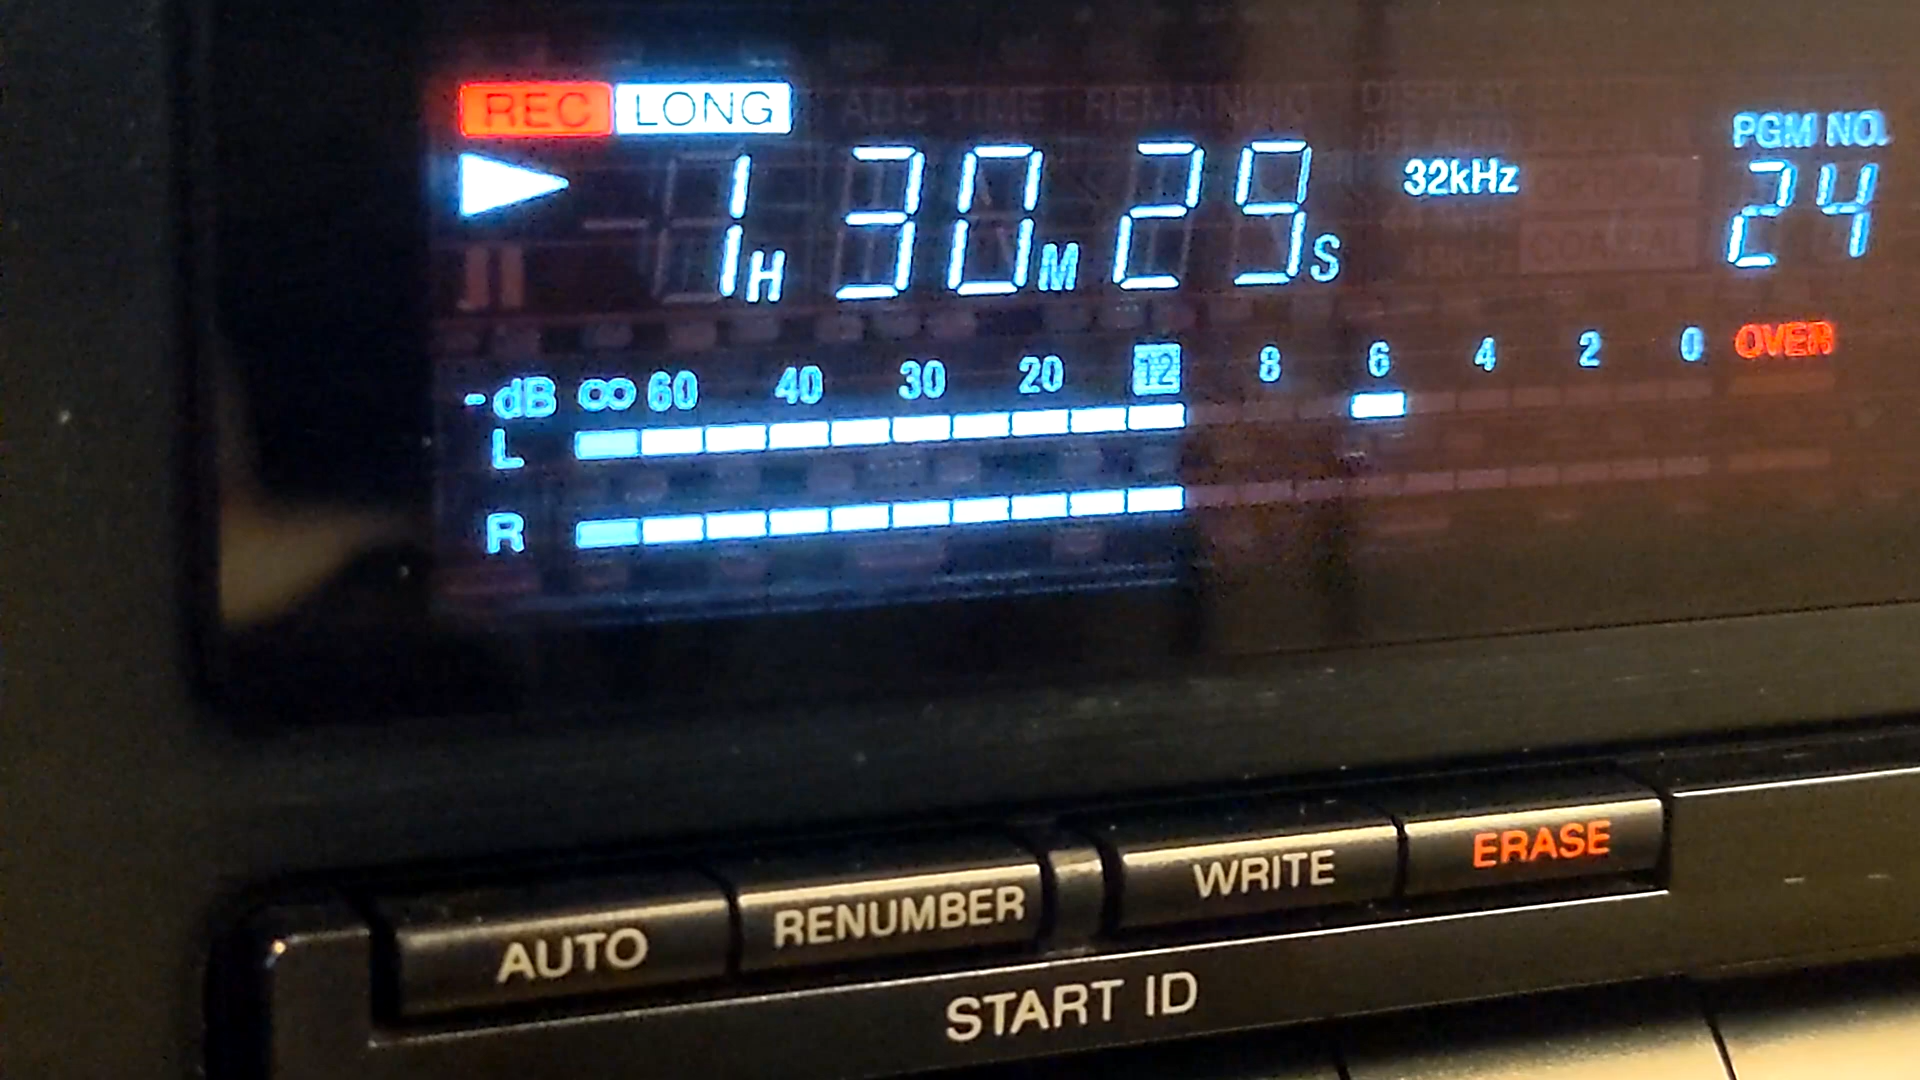 REC LONG ABS TIME REMAINING
1H 30M 29S 32kHz
PGM NO.
24
-dB ∞ 60 40 30 20 12 8 6 4 2 0 OVER
L
R
AUTO RENUMBER WRITE ERASE
START ID